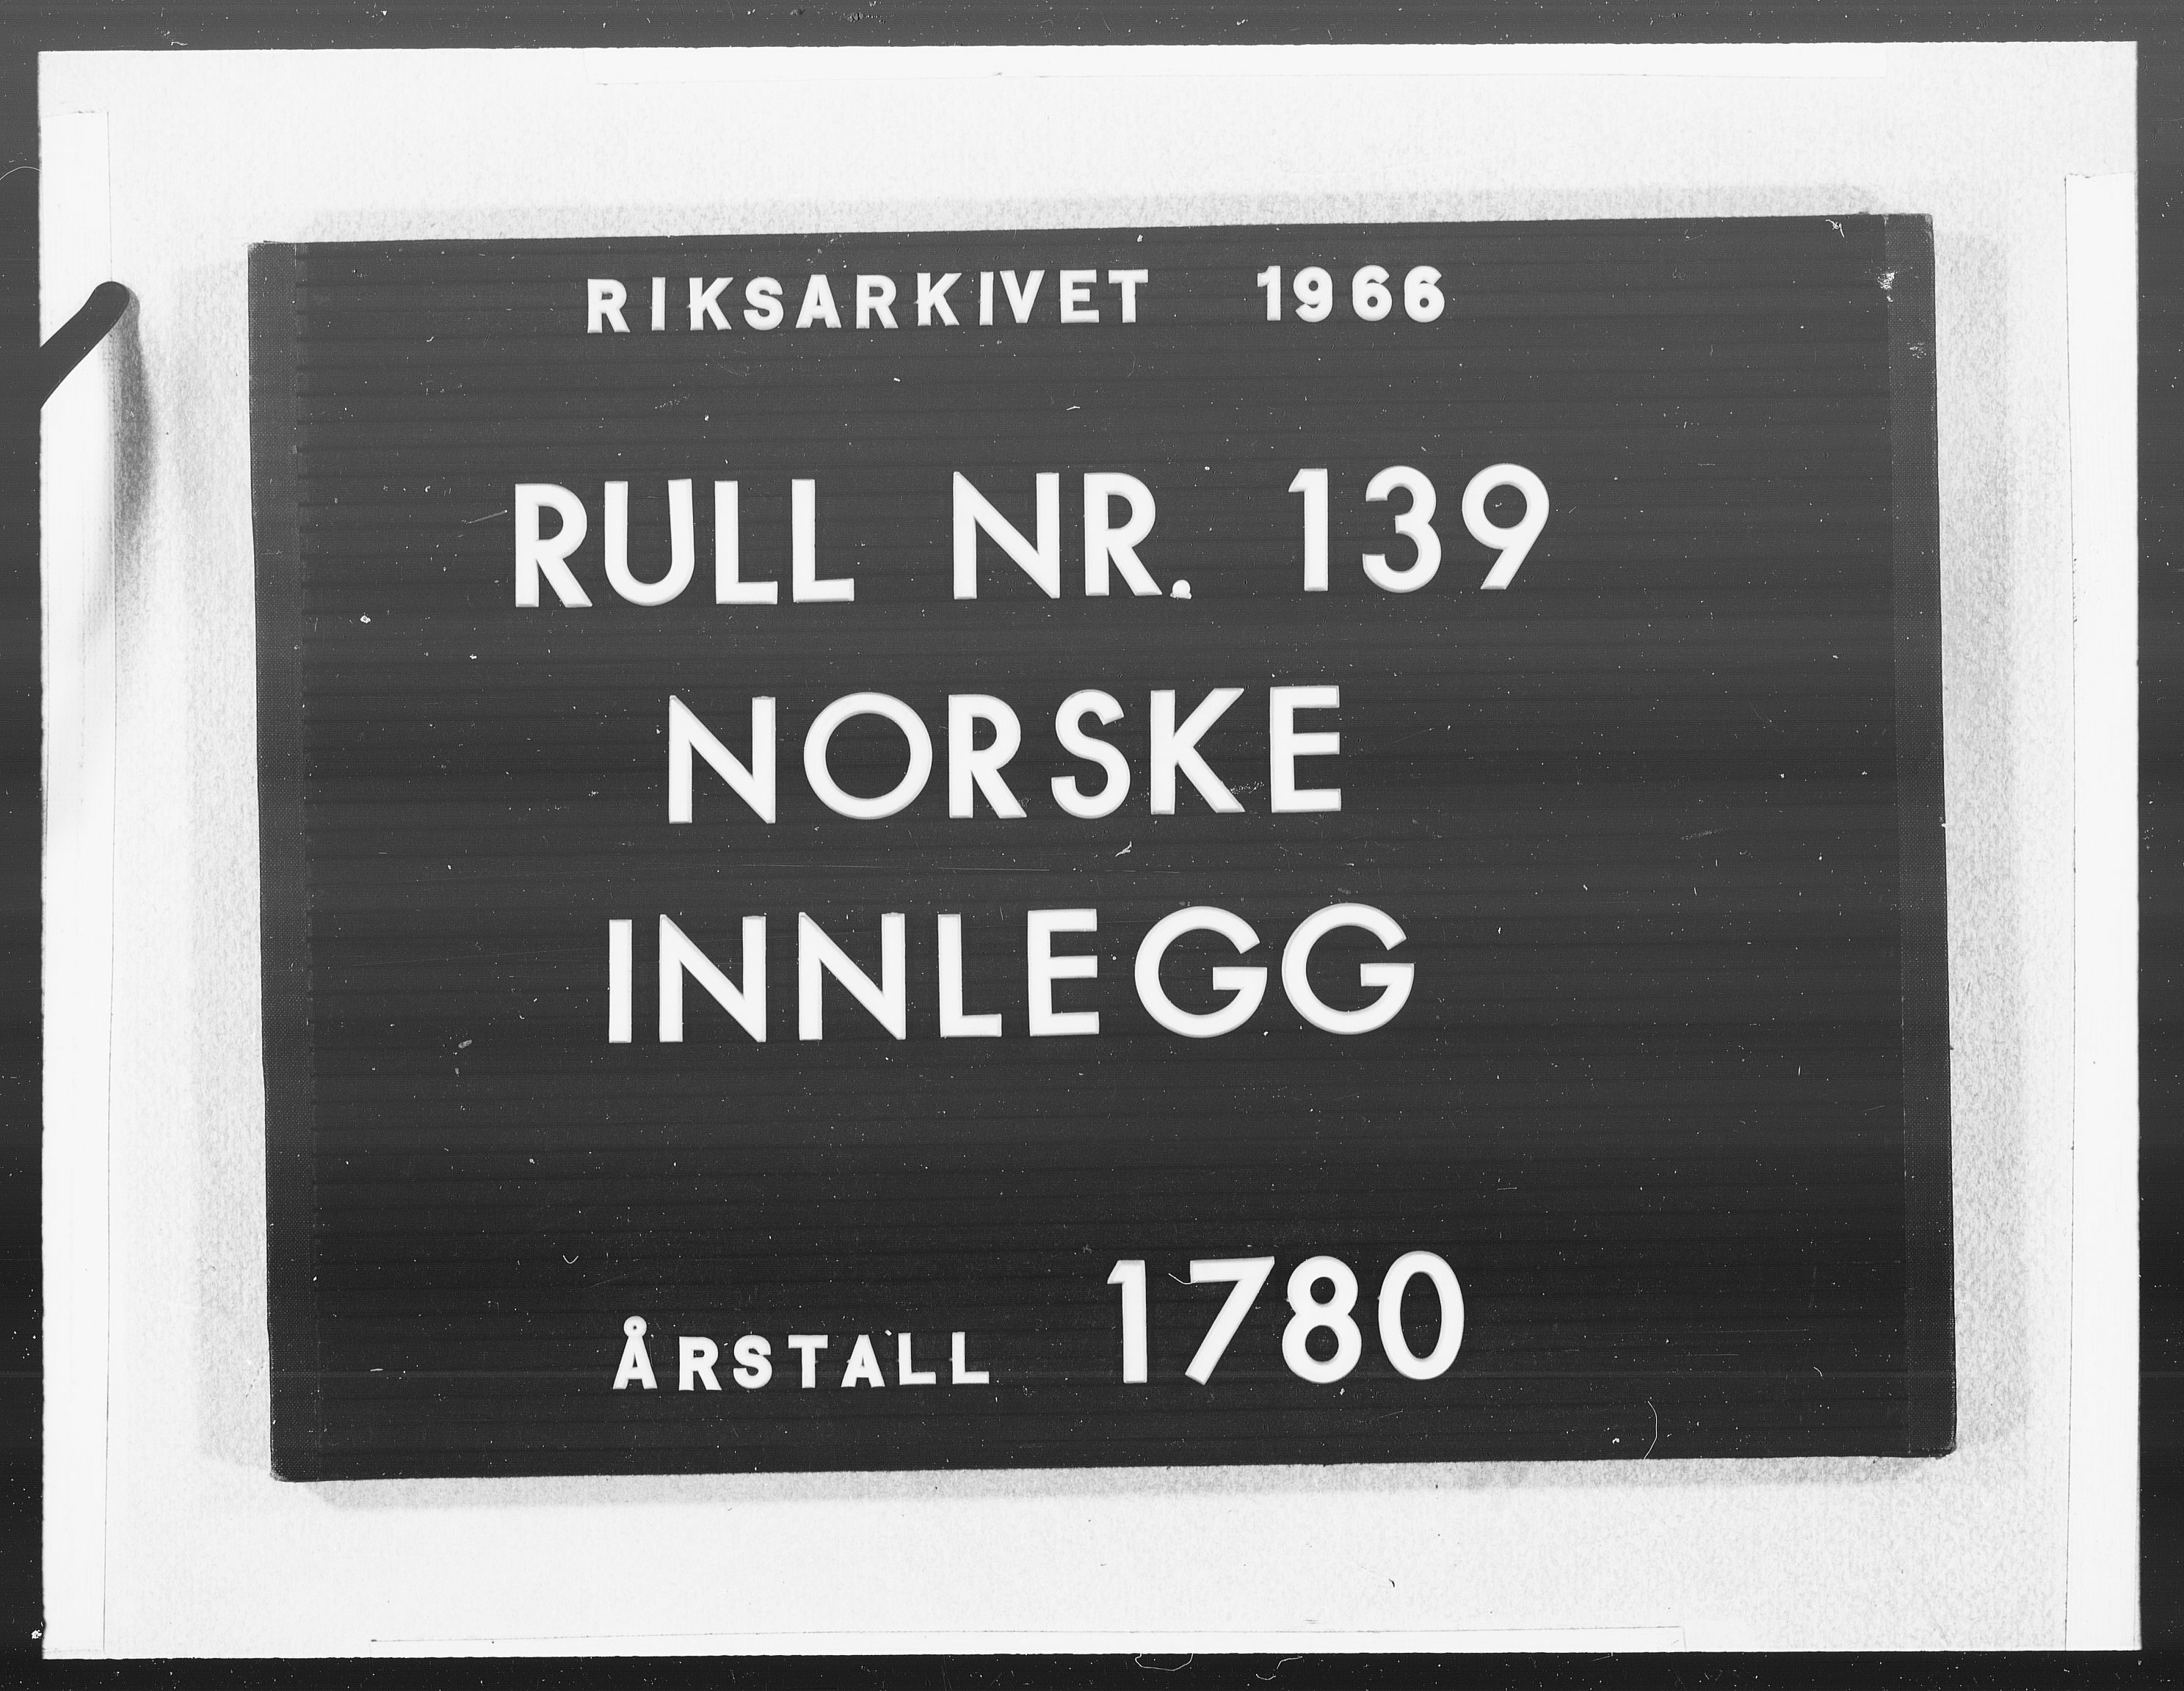 RIKSARKIVET 1966
RULL NR. 139
NORSKE
INNLEGG
ÅRSTALL 1780